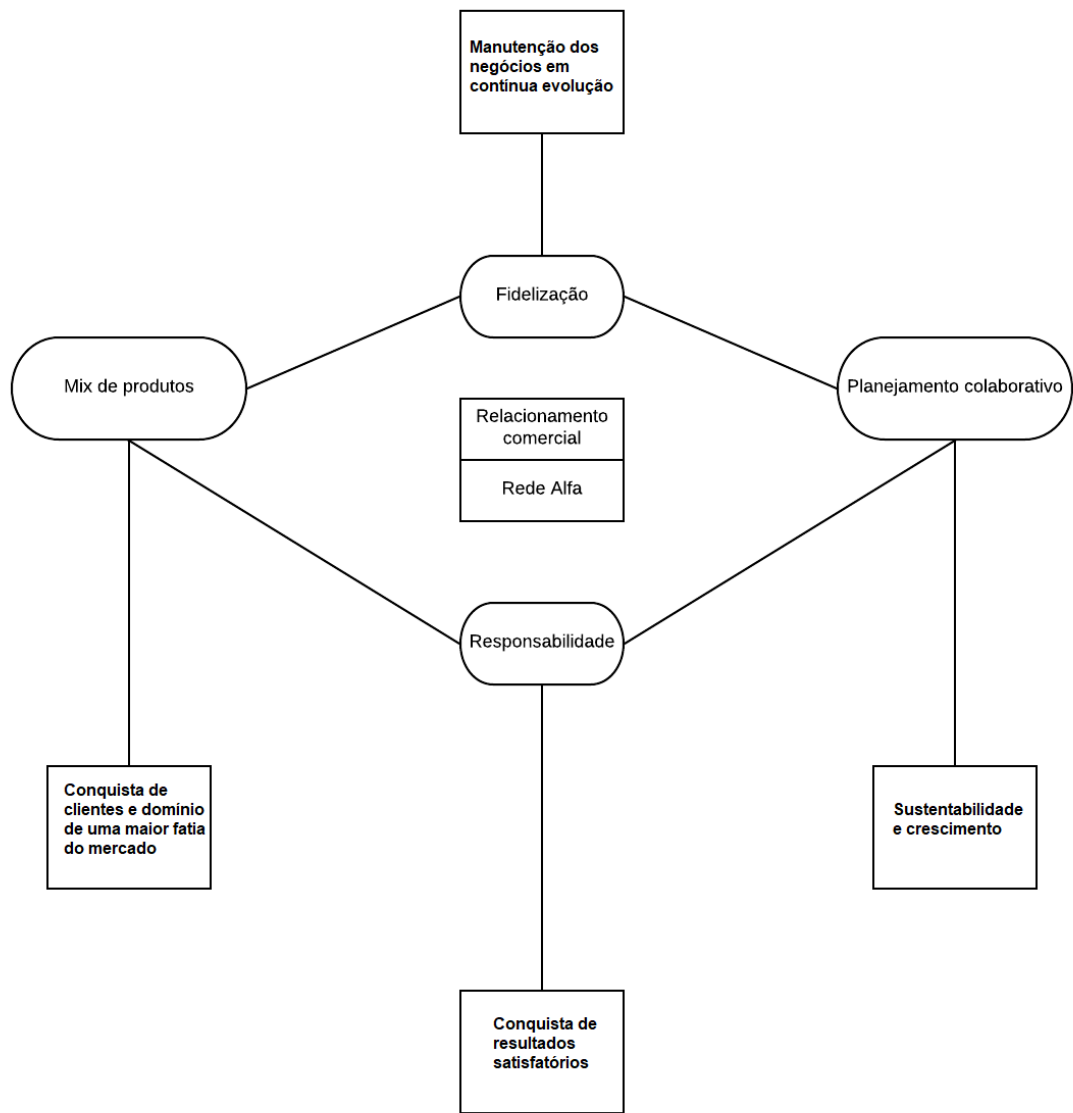 Manutenção dos
negócios em
contínua evolução
Fidelização
Mix de produtos
Planejamento colaborativo
Relacionamento
comercial
Rede Alfa
Responsabilidade
Conquista de
clientes e domínio
de uma maior fatia
do mercado
Sustentabilidade
e crescimento
Conquista de
resultados
satisfatórios